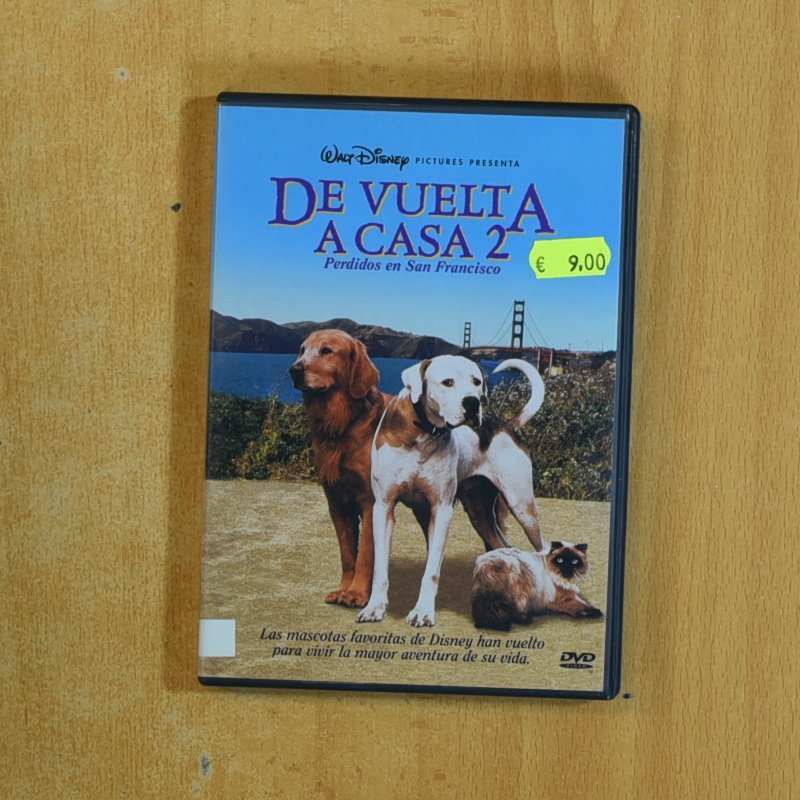 WALT DISNEY PICTURES PRESENTA
DE VUELTA
A CASA 2
Perdidos en San Francisco
€ 9,00
Las mascotas favoritas de Disney han vuelto
para vivir la mayor aventura de su vida.
DVD
VIDEO